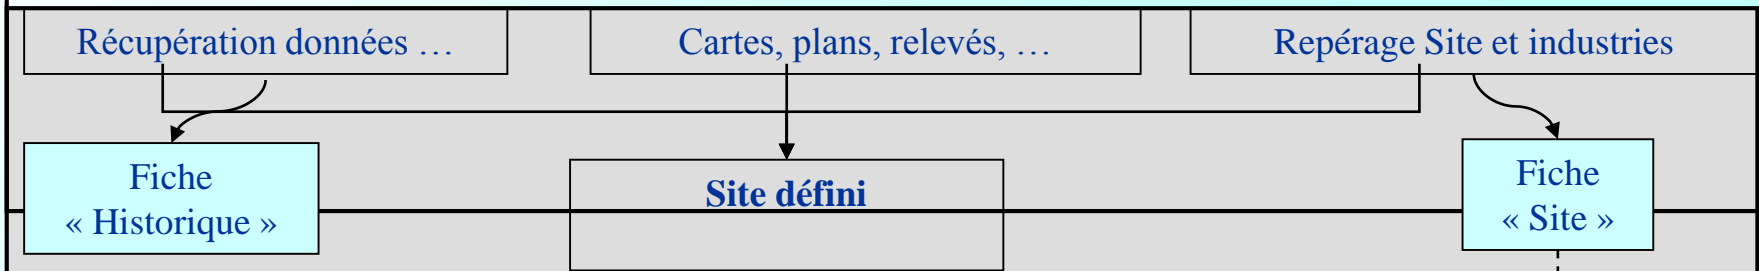 Récupération données …
Cartes, plans, relevés, …
Repérage Site et industries
Fiche
« Historique »
Site défini
Fiche
« Site »